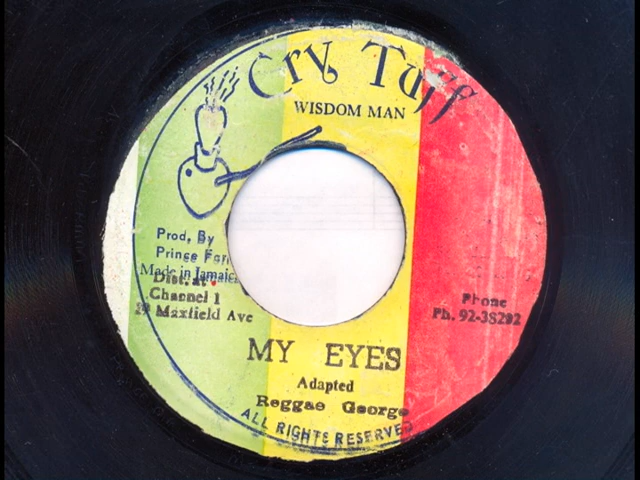 Cry Tuff
WISDOM MAN
Prod, By
Prince Far
Made in Jamaica
Dist. at
Channel 1
29 Maxfield Ave
Phone
Ph. 92-38292
MY EYES
Adapted
Reggae George
ALL RIGHTS RESERVED